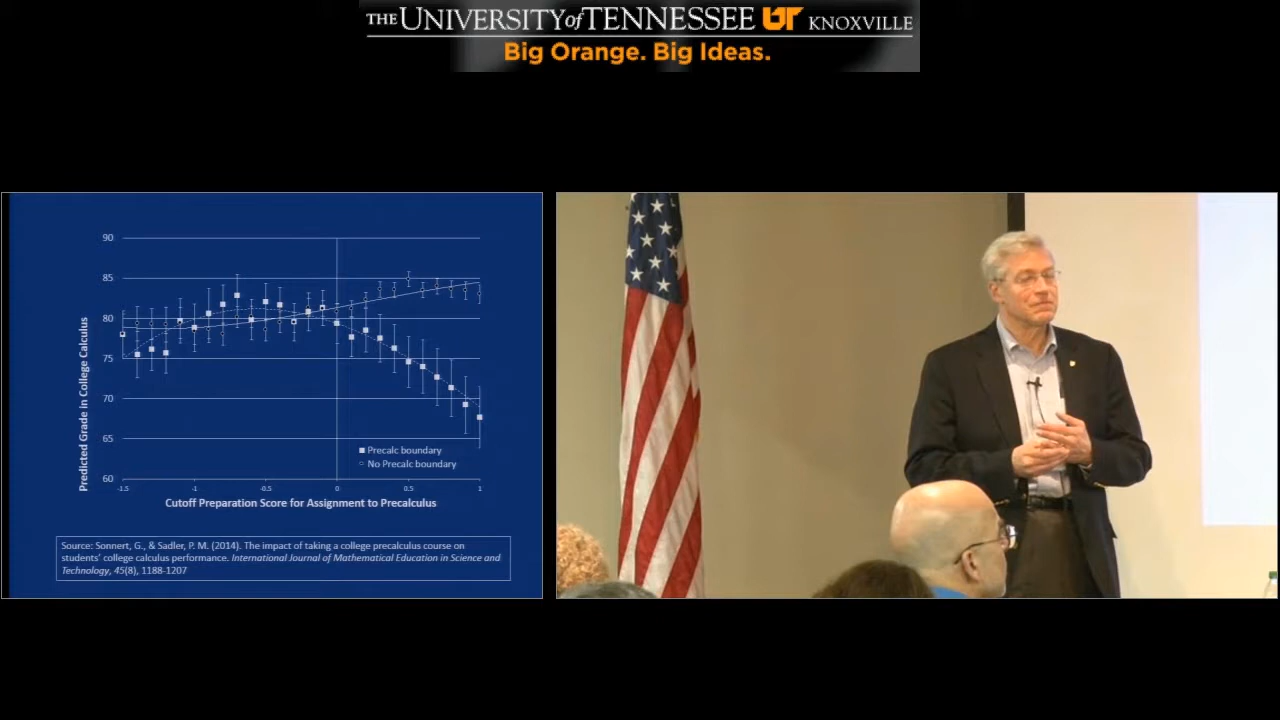 THE UNIVERSITY of TENNESSEE UT KNOXVILLE
Big Orange. Big Ideas.
90
85
80
75
70
65
60
Predicted Grade in College Calculus
Precalc boundary
No Precalc boundary
-1.5 -1 -0.5 0 0.5 1
Cutoff Preparation Score for Assignment to Precalculus
Source: Sonnert, G., & Sadler, P. M. (2014). The impact of taking a college precalculus course on
students' college calculus performance. International Journal of Mathematical Education in Science and
Technology, 45(8), 1188-1207